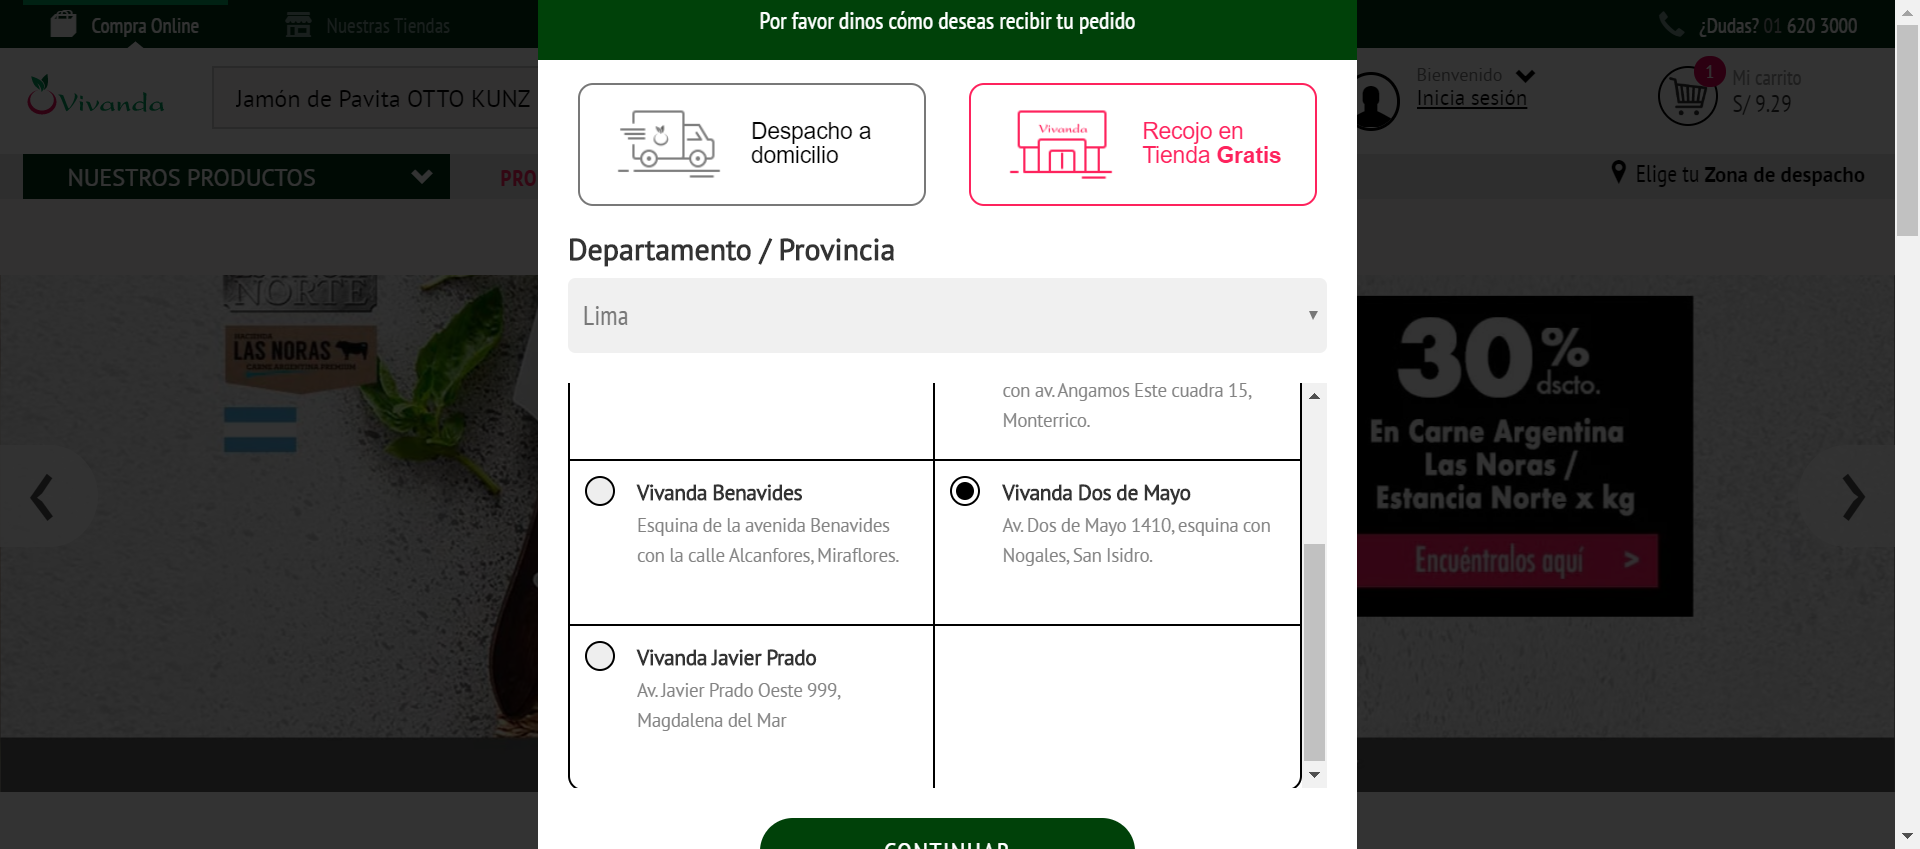 Compra Online
Nuestras Tiendas
Por favor dinos cómo deseas recibir tu pedido
¿Dudas? 01 620 3000
Vivanda
Jamón de Pavita OTTO KUNZ
Bienvenido
Inicia sesión
1
Mi carrito
S/ 9.29
Despacho a
domicilio
Vivanda
Recojo en
Tienda Gratis
NUESTROS PRODUCTOS
PRO
Elige tu Zona de despacho
Departamento / Provincia
Lima
NORTE
LAS NORAS
CARNE ARGENTINA PREMIUM
con av. Angamos Este cuadra 15,
Monterrico.
Vivanda Benavides
Esquina de la avenida Benavides
con la calle Alcanfores, Miraflores.
Vivanda Dos de Mayo
Av. Dos de Mayo 1410, esquina con
Nogales, San Isidro.
Vivanda Javier Prado
Av. Javier Prado Oeste 999,
Magdalena del Mar
30% dscto.
En Carne Argentina
Las Noras /
Estancia Norte x kg
Encuéntralos aquí >
CONTINUAR